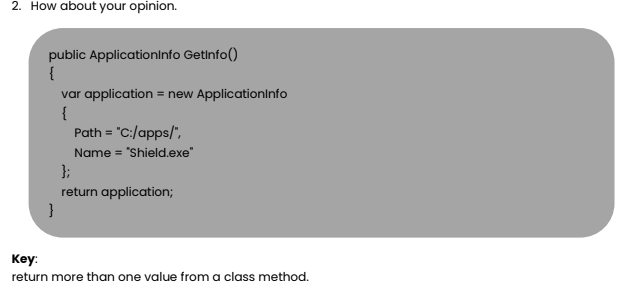 2. How about your opinion.
public ApplicationInfo GetInfo()
{
var application = new ApplicationInfo
{
Path = "C:/apps/",
Name = "Shield.exe"
};
return application;
}
Key:
return more than one value from a class method.